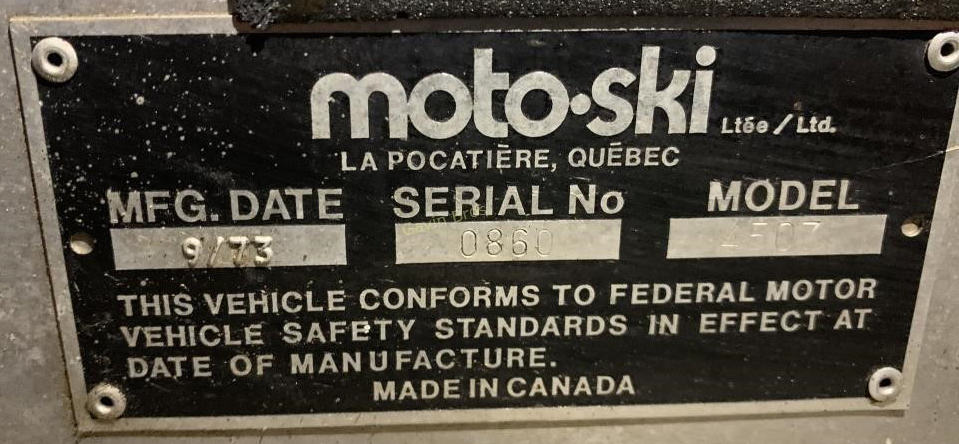 moto-ski Ltée/Ltd.
LA POCATIÈRE, QUÉBEC
MFG. DATE SERIAL No MODEL
9/73 0860
THIS VEHICLE CONFORMS TO FEDERAL MOTOR
VEHICLE SAFETY STANDARDS IN EFFECT AT
DATE OF MANUFACTURE.
MADE IN CANADA